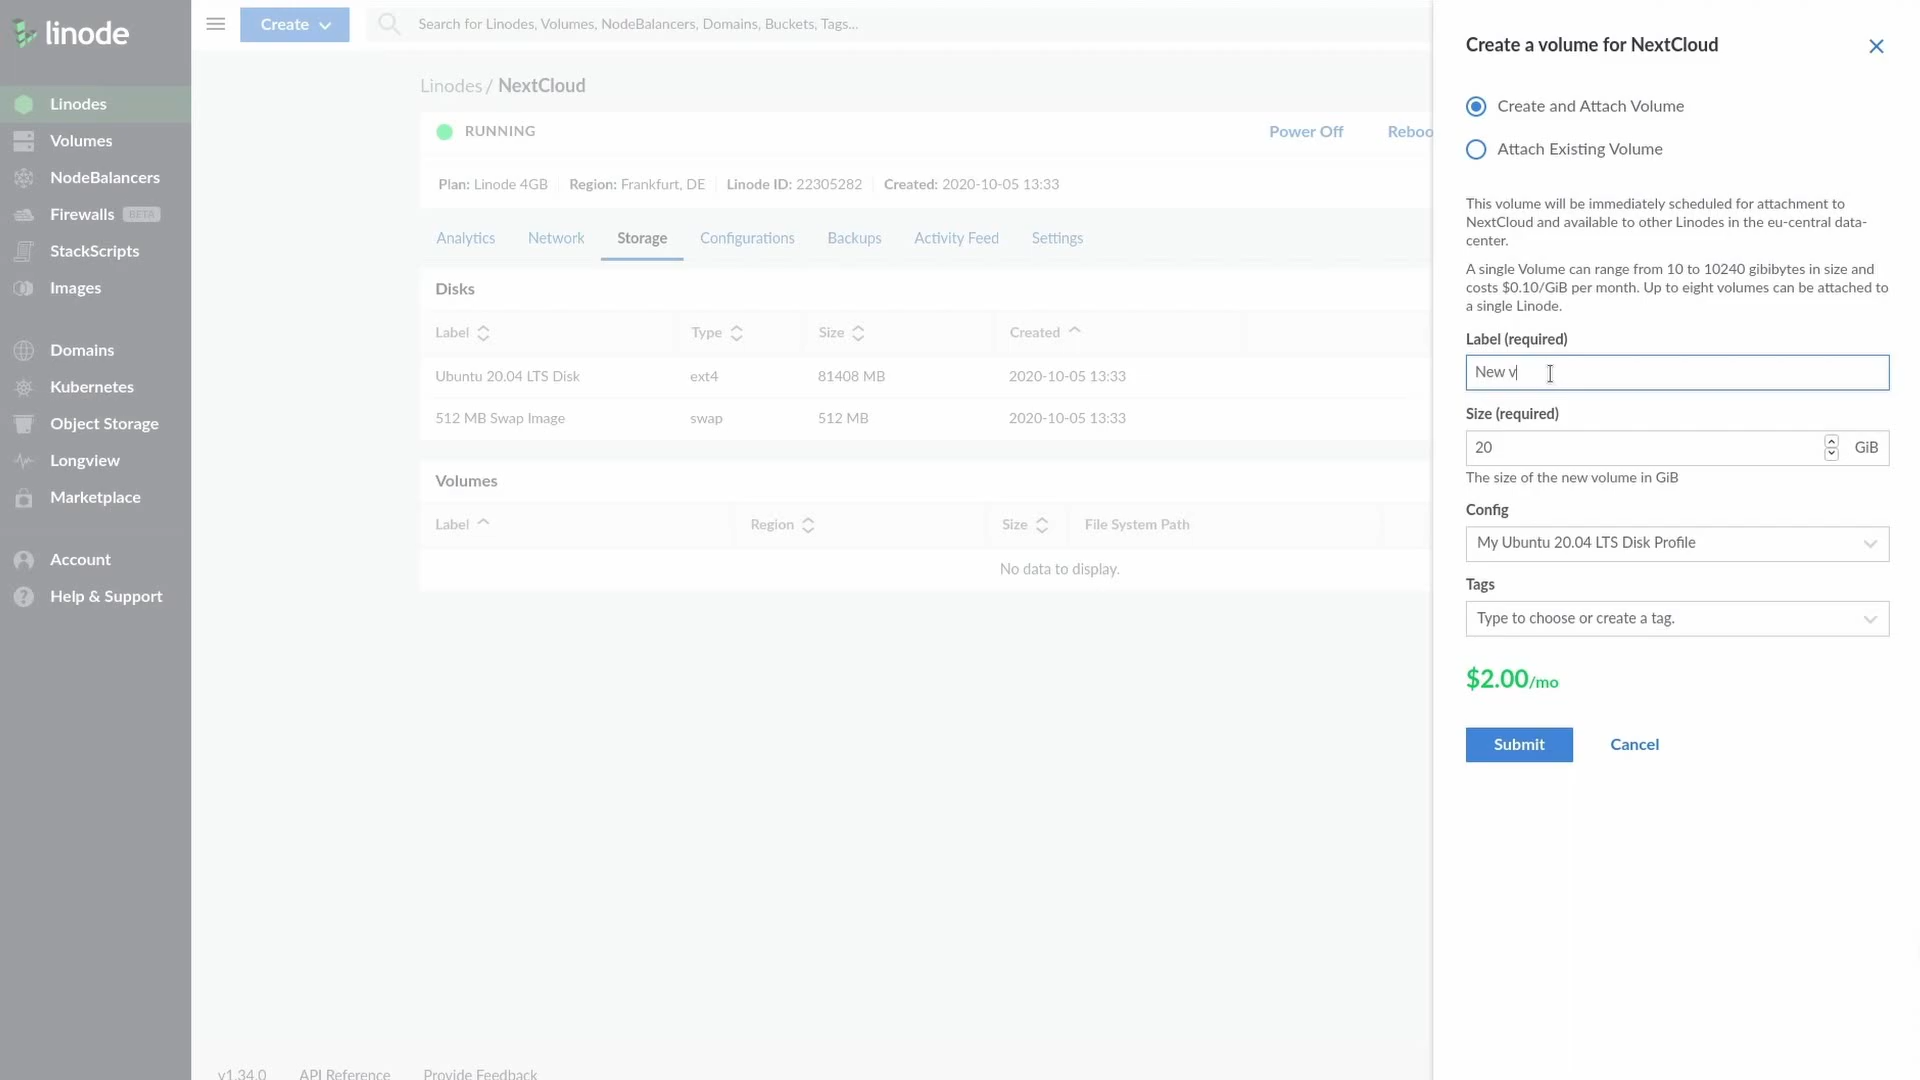 linode
Linodes
Volumes
NodeBalancers
Firewalls BETA
StackScripts
Images
Domains
Kubernetes
Object Storage
Longview
Marketplace
Account
Help & Support
Create
Search for Linodes, Volumes, NodeBalancers, Domains, Buckets, Tags...
Linodes / NextCloud
RUNNING
Power Off Reboo
Plan: Linode 4GB Region: Frankfurt, DE Linode ID: 22305282 Created: 2020-10-05 13:33
Analytics Network Storage Configurations Backups Activity Feed Settings
Disks
Label Type Size Created
Ubuntu 20.04 LTS Disk ext4 81408 MB 2020-10-05 13:33
512 MB Swap Image swap 512 MB 2020-10-05 13:33
Volumes
Label Region Size File System Path
No data to display.
v1.34.0 API Reference Provide Feedback
Create a volume for NextCloud
Create and Attach Volume
Attach Existing Volume
This volume will be immediately scheduled for attachment to
NextCloud and available to other Linodes in the eu-central data-
center.
A single Volume can range from 10 to 10240 gibibytes in size and
costs $0.10/GiB per month. Up to eight volumes can be attached to
a single Linode.
Label (required)
New v
Size (required)
20 GiB
The size of the new volume in GiB
Config
My Ubuntu 20.04 LTS Disk Profile
Tags
Type to choose or create a tag.
$2.00/mo
Submit Cancel